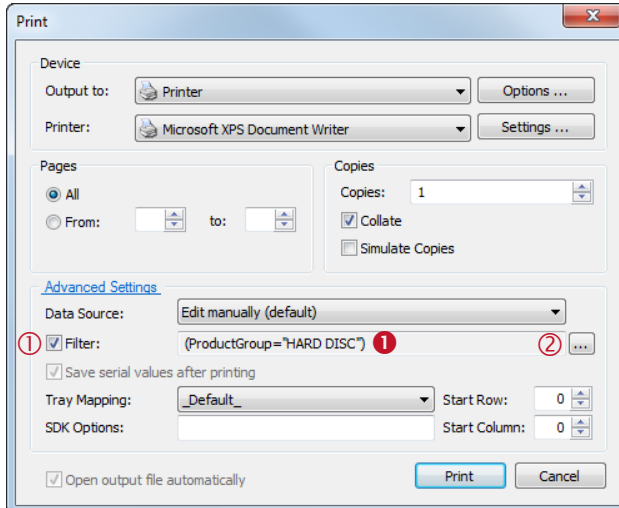 Print
Device
Output to: Printer Options ...
Printer: Microsoft XPS Document Writer Settings ...
Pages
All
From: to:
Copies
Copies: 1
Collate
Simulate Copies
Advanced Settings
Data Source: Edit manually (default)
① Filter: (ProductGroup="HARD DISC") ❶ ② ...
Save serial values after printing
Tray Mapping: _Default_ Start Row: 0
SDK Options: Start Column: 0
Open output file automatically Print Cancel